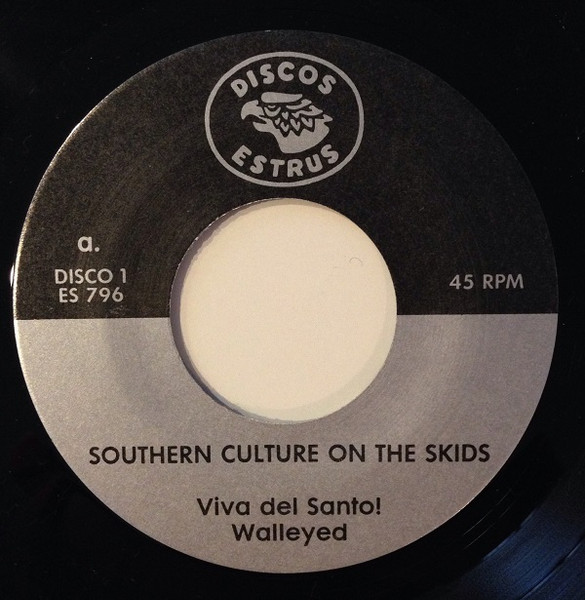 DISCOS
ESTRUS
a.
DISCO 1
ES 796
45 RPM
SOUTHERN CULTURE ON THE SKIDS
Viva del Santo!
Walleyed